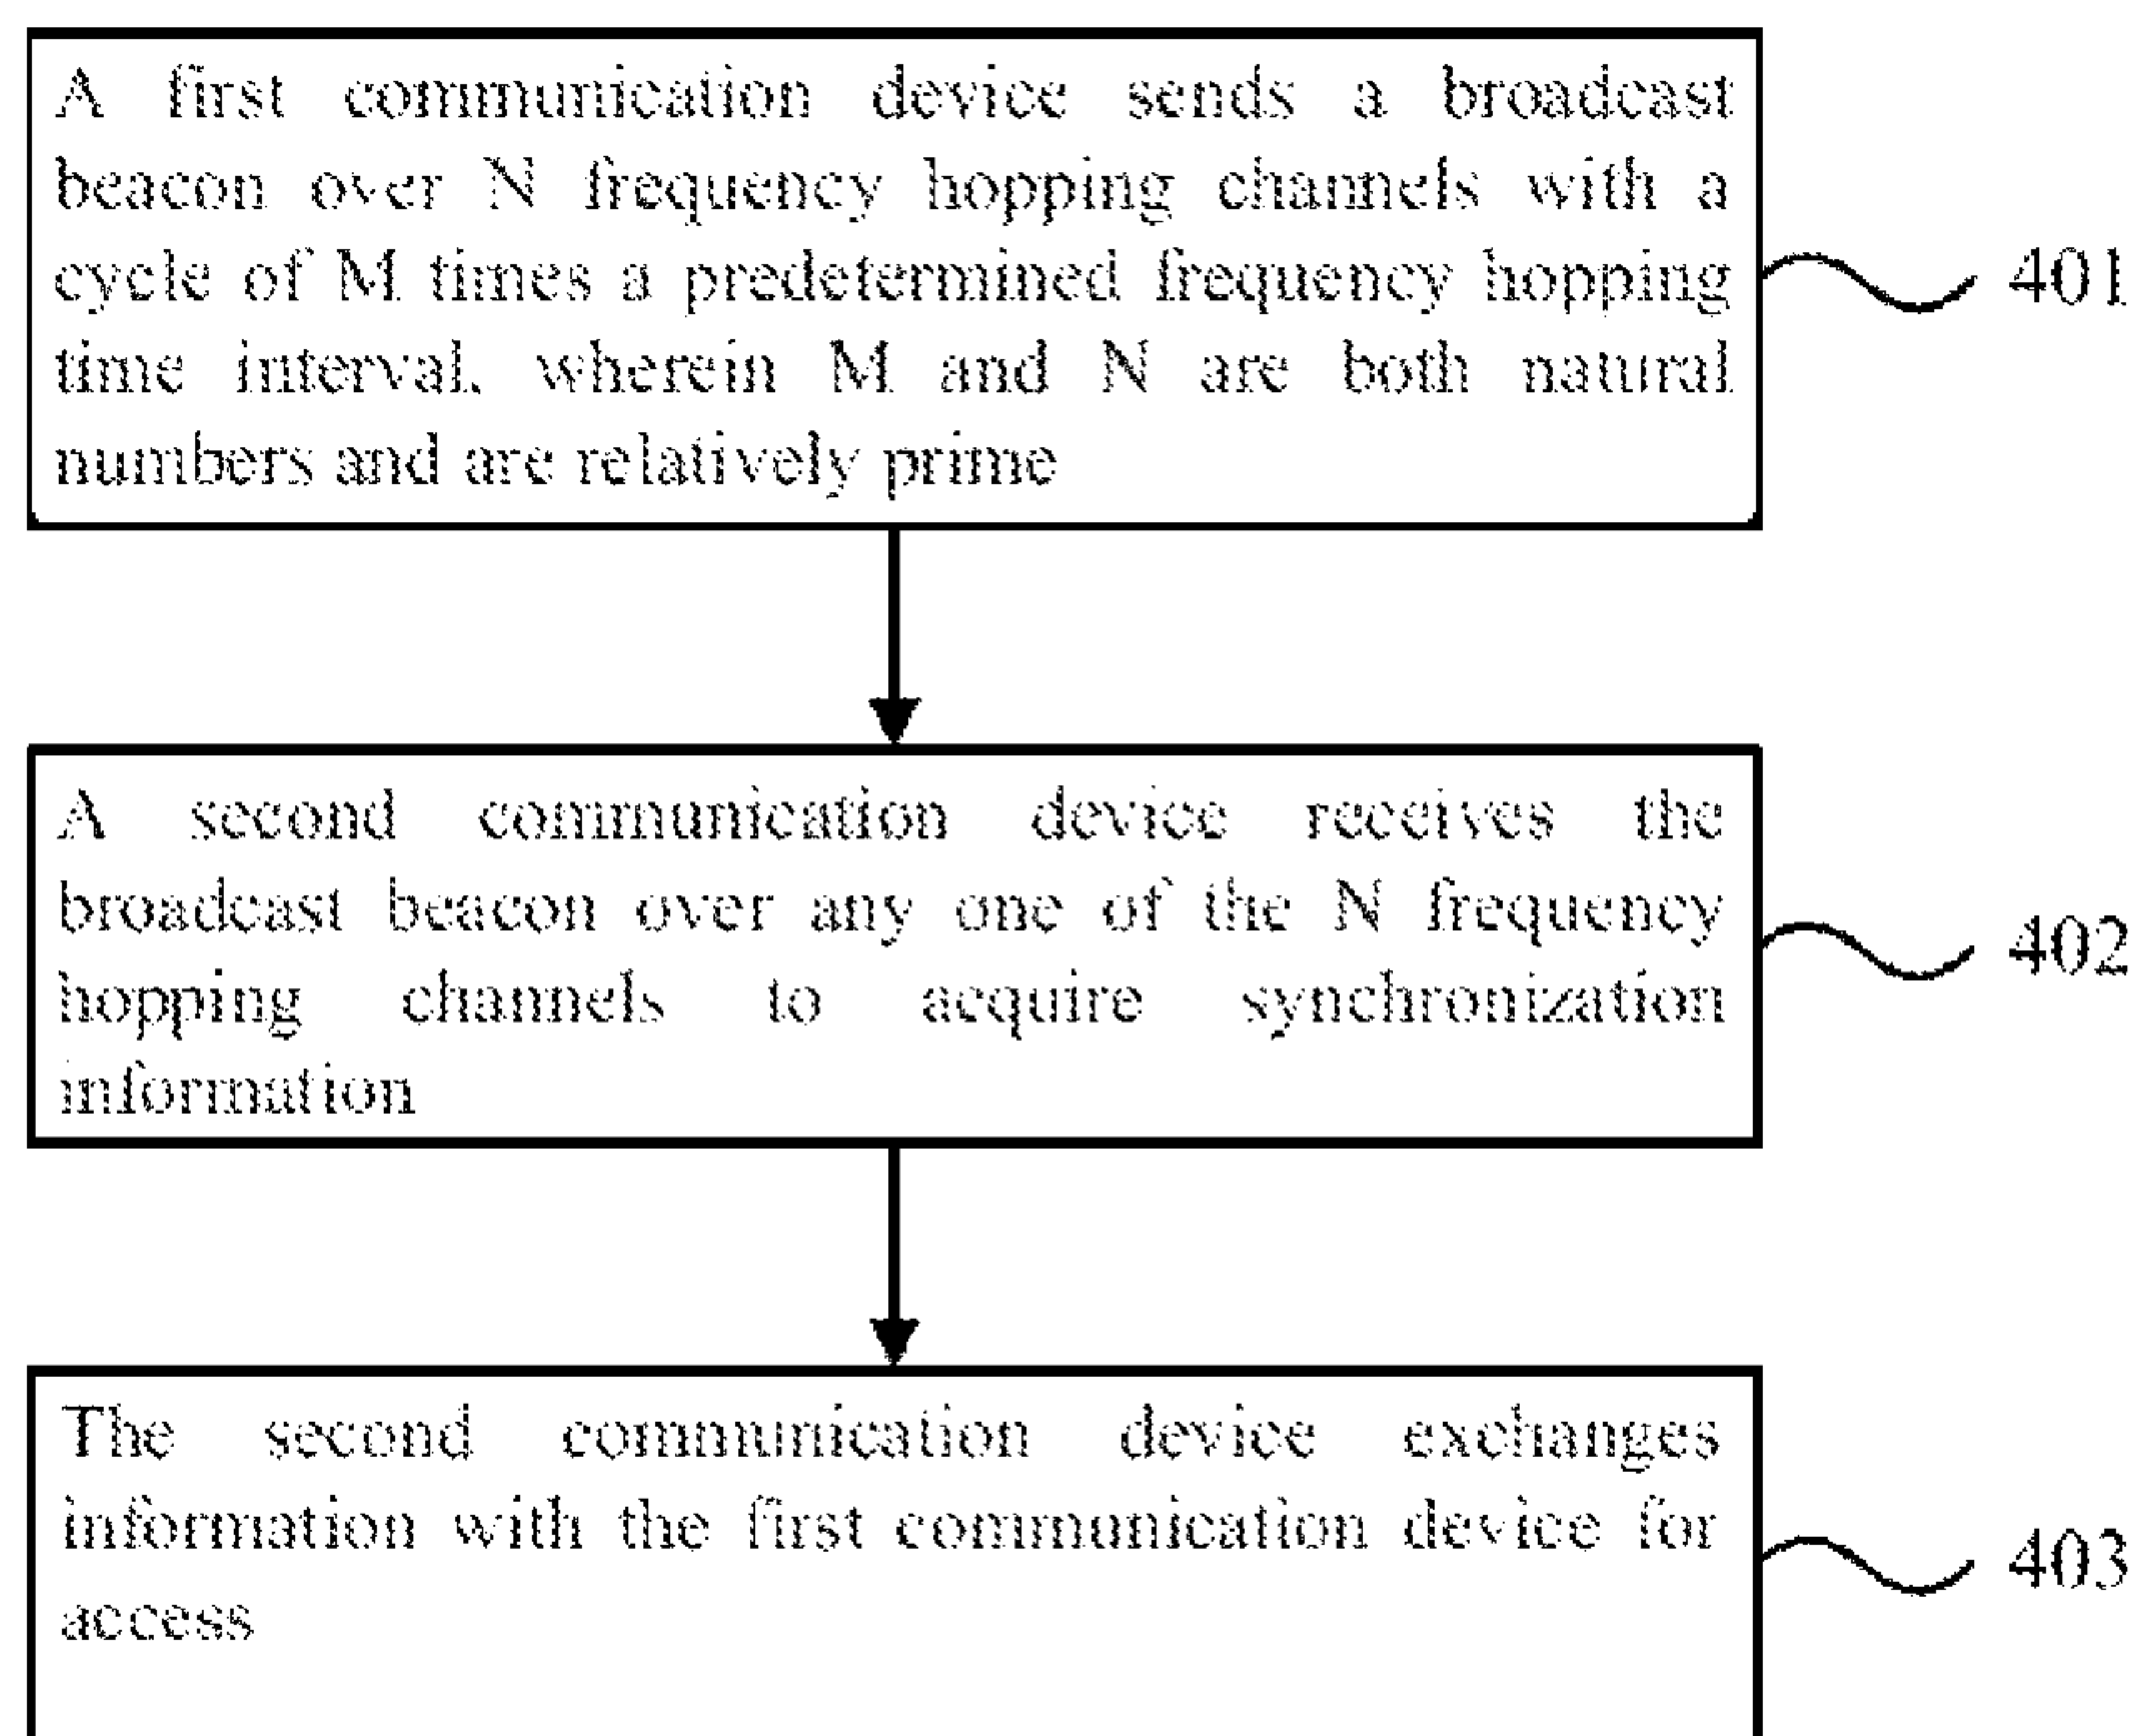 A first communication device sends a broadcast
beacon over N frequency hopping channels with a
cycle of M times a predetermined frequency hopping
time interval, wherein M and N are both natural
numbers and are relatively prime
401
A second communication device receives the
broadcast beacon over any one of the N frequency
hopping channels to acquire synchronization
information
402
The second communication device exchanges
information with the first communication device for
access
403